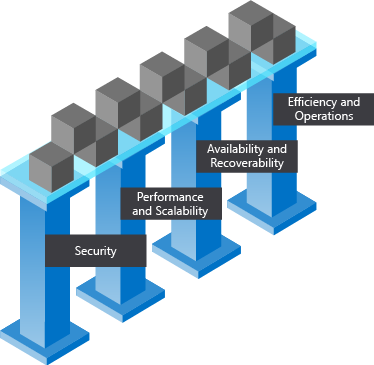 Efficiency and
Operations
Availability and
Recoverability
Performance
and Scalability
Security